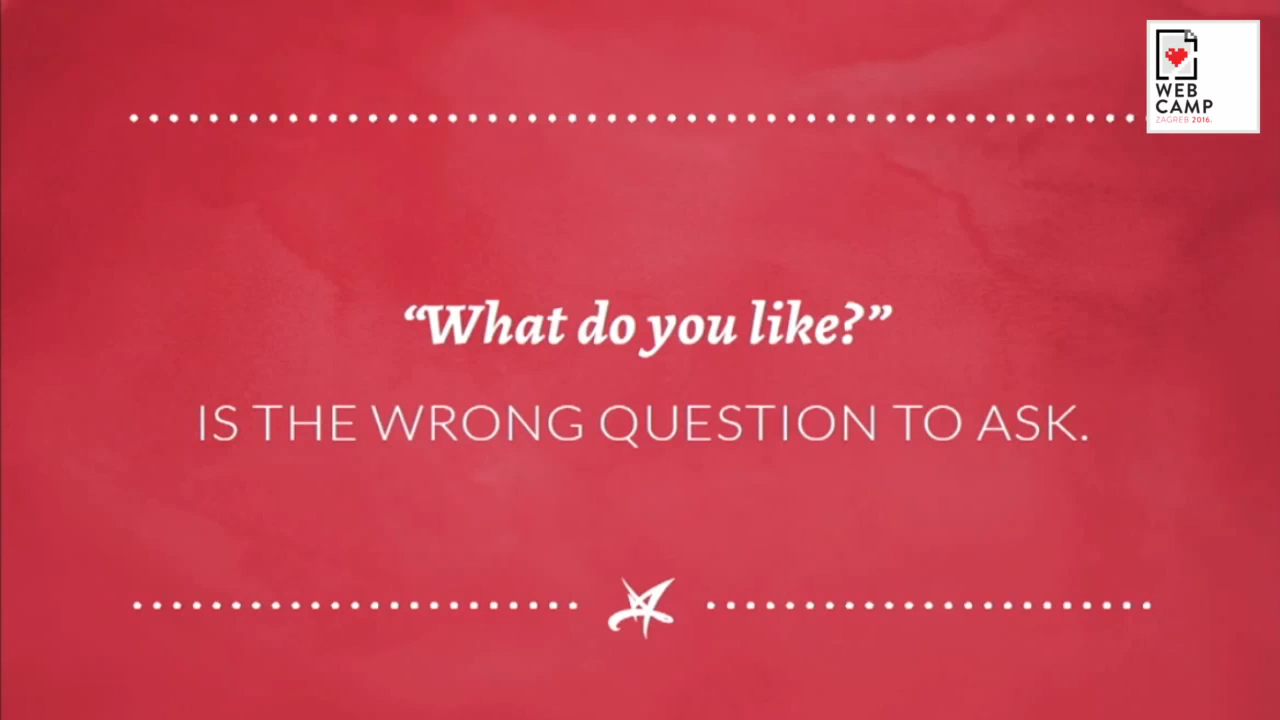 WEB
CAMP
ZAGREB 2016.
“What do you like?”
IS THE WRONG QUESTION TO ASK.